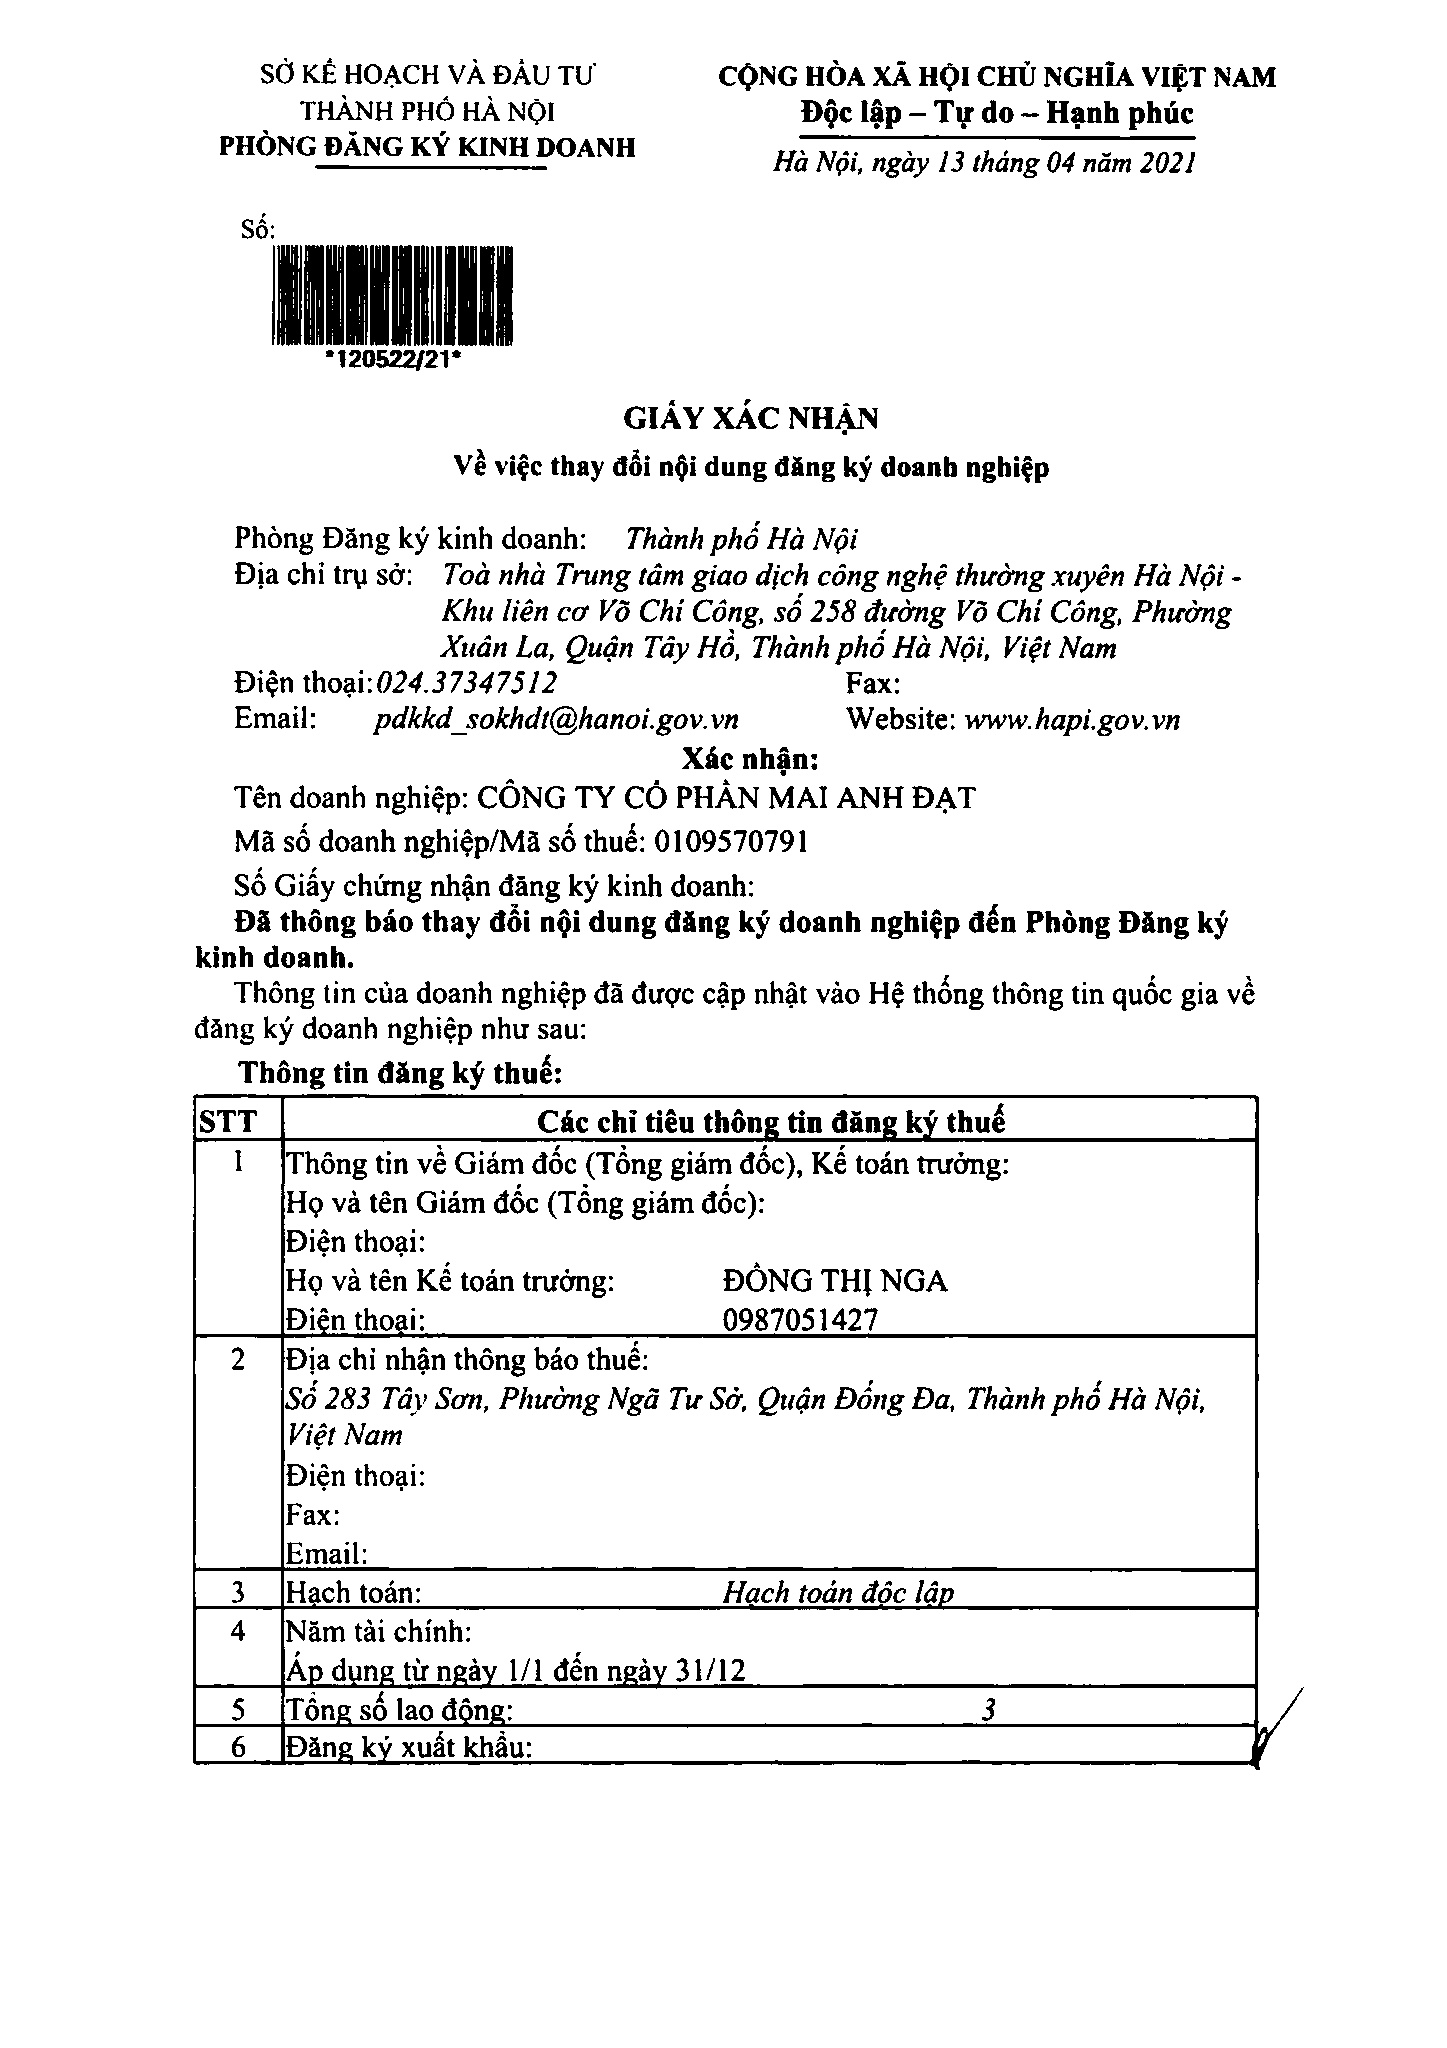 SỞ KẾ HOẠCH VÀ ĐẦU TƯ
THÀNH PHỐ HÀ NỘI
PHÒNG ĐĂNG KÝ KINH DOANH
CỘNG HÒA XÃ HỘI CHỦ NGHĨA VIỆT NAM
Độc lập – Tự do – Hạnh phúc
Hà Nội, ngày 13 tháng 04 năm 2021
Số:
*120522/21*
GIẤY XÁC NHẬN
Về việc thay đổi nội dung đăng ký doanh nghiệp
Phòng Đăng ký kinh doanh: Thành phố Hà Nội
Địa chỉ trụ sở: Toà nhà Trung tâm giao dịch công nghệ thường xuyên Hà Nội -
Khu liên cơ Võ Chí Công, số 258 đường Võ Chí Công, Phường
Xuân La, Quận Tây Hồ, Thành phố Hà Nội, Việt Nam
Điện thoại: 024.37347512 Fax:
Email: pdkkd_sokhdt@hanoi.gov.vn Website: www.hapi.gov.vn
Xác nhận:
Tên doanh nghiệp: CÔNG TY CỔ PHẦN MAI ANH ĐẠT
Mã số doanh nghiệp/Mã số thuế: 0109570791
Số Giấy chứng nhận đăng ký kinh doanh:
Đã thông báo thay đổi nội dung đăng ký doanh nghiệp đến Phòng Đăng ký
kinh doanh.
Thông tin của doanh nghiệp đã được cập nhật vào Hệ thống thông tin quốc gia về
đăng ký doanh nghiệp như sau:
Thông tin đăng ký thuế:
STT Các chỉ tiêu thông tin đăng ký thuế
1 Thông tin về Giám đốc (Tổng giám đốc), Kế toán trưởng:
Họ và tên Giám đốc (Tổng giám đốc):
Điện thoại:
Họ và tên Kế toán trưởng: ĐỒNG THỊ NGA
Điện thoại: 0987051427
2 Địa chỉ nhận thông báo thuế:
Số 283 Tây Sơn, Phường Ngã Tư Sở, Quận Đống Đa, Thành phố Hà Nội,
Việt Nam
Điện thoại:
Fax:
Email:
3 Hạch toán: Hạch toán độc lập
4 Năm tài chính:
Áp dụng từ ngày 1/1 đến ngày 31/12
5 Tổng số lao động: 3
6 Đăng ký xuất khẩu: